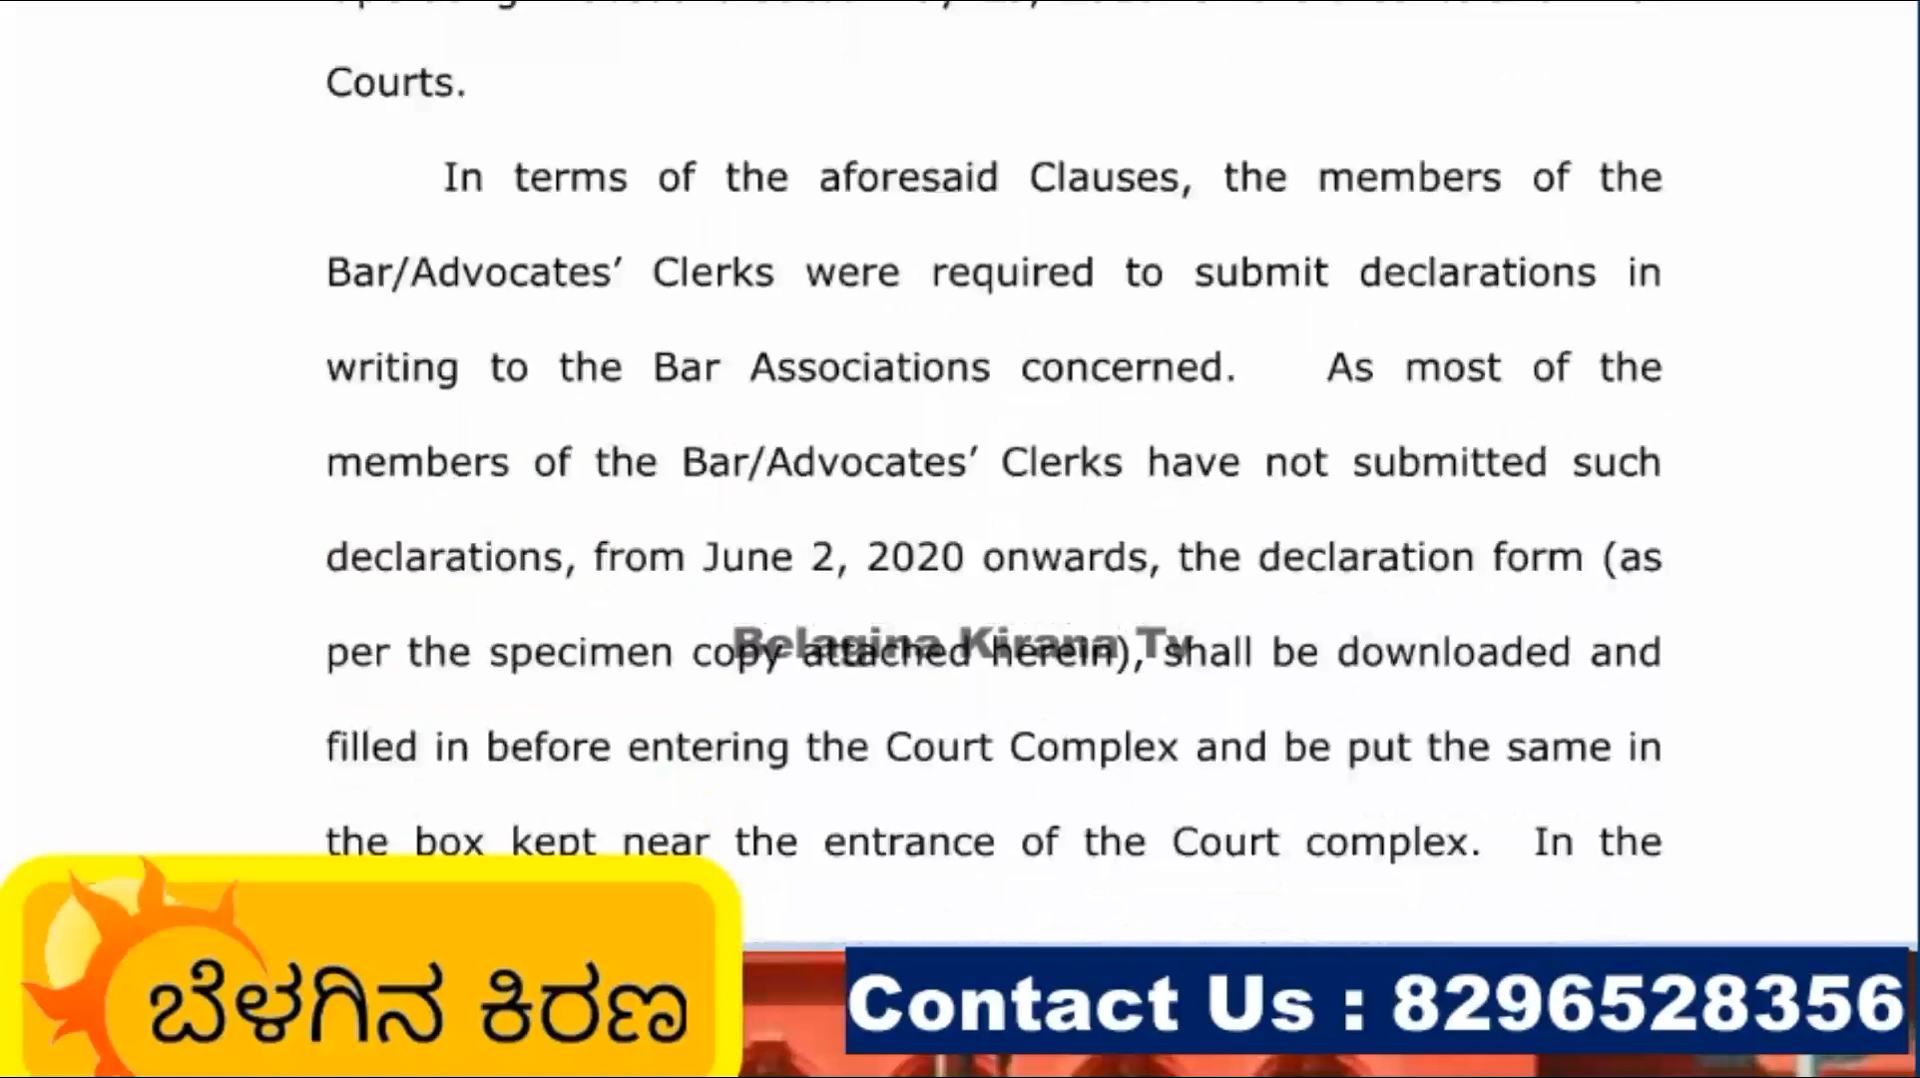 Courts.
In terms of the aforesaid Clauses, the members of the
Bar/Advocates’ Clerks were required to submit declarations in
writing to the Bar Associations concerned. As most of the
members of the Bar/Advocates’ Clerks have not submitted such
declarations, from June 2, 2020 onwards, the declaration form (as
per the specimen copy attached herein), shall be downloaded and
Belagina Kirana Tv
filled in before entering the Court Complex and be put the same in
the box kept near the entrance of the Court complex. In the
ಬೆಳಗಿನ ಕಿರಣ
Contact Us : 8296528356